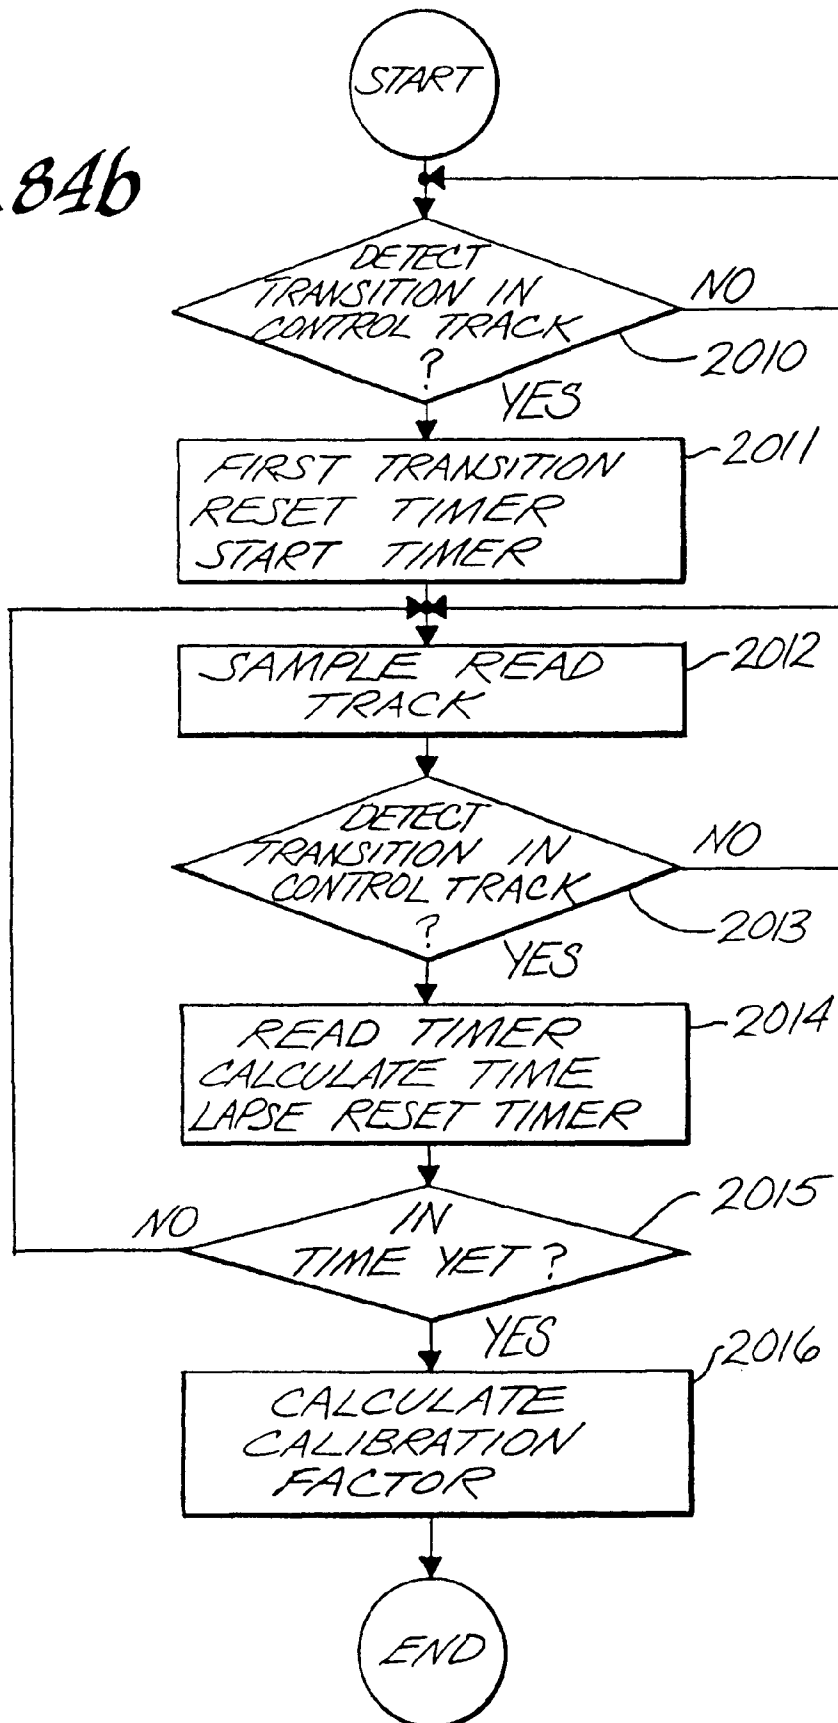 .84b
START
DETECT
TRANSITION IN
CONTROL TRACK
?
NO
2010
YES
2011
FIRST TRANSITION
RESET TIMER
START TIMER
2012
SAMPLE READ
TRACK
DETECT
TRANSITION IN
CONTROL TRACK
?
NO
2013
YES
2014
READ TIMER
CALCULATE TIME
LAPSE RESET TIMER
2015
NO
IN
TIME YET ?
YES
2016
CALCULATE
CALIBRATION
FACTOR
END